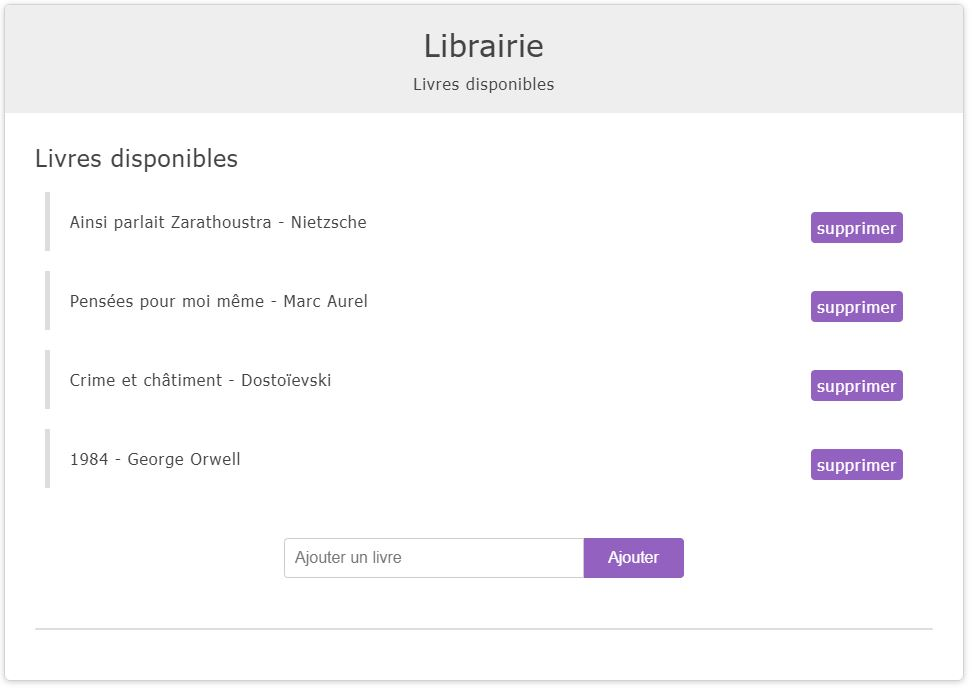 Librairie
Livres disponibles
Livres disponibles
Ainsi parlait Zarathoustra - Nietzsche
supprimer
Pensées pour moi même - Marc Aurel
supprimer
Crime et châtiment - Dostoïevski
supprimer
1984 - George Orwell
supprimer
Ajouter un livre
Ajouter